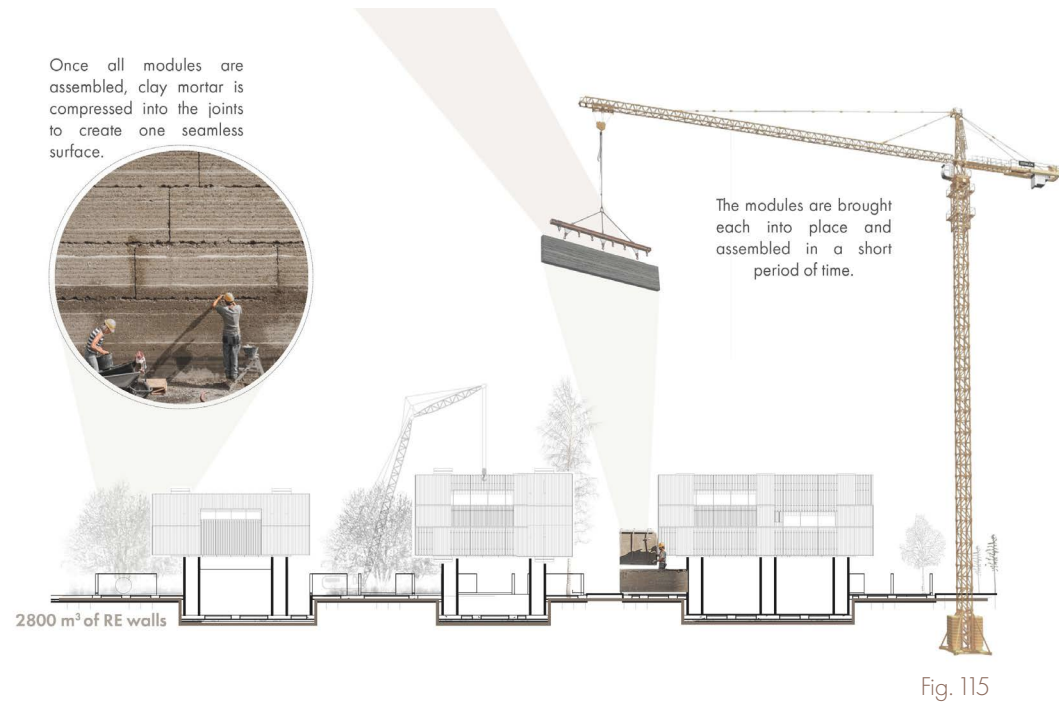 Once all modules are
assembled, clay mortar is
compressed into the joints
to create one seamless
surface.
The modules are brought
each into place and
assembled in a short
period of time.
2800 m³ of RE walls
Fig. 115